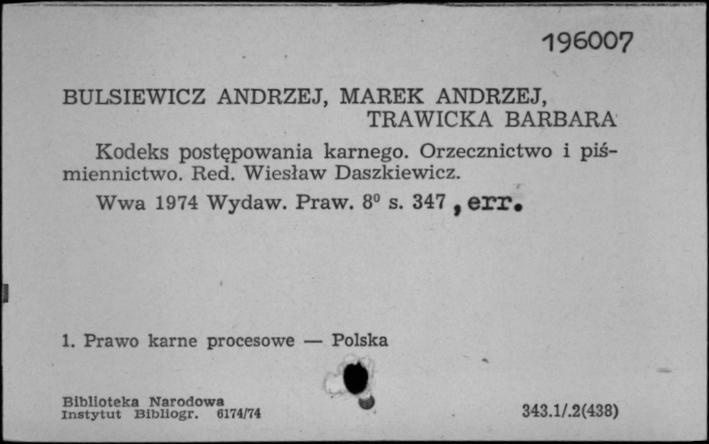 196007
BULSIEWICZ ANDRZEJ, MAREK ANDRZEJ,
TRAWICKA BARBARA
Kodeks postępowania karnego. Orzecznictwo i piś-
miennictwo. Red. Wiesław Daszkiewicz.
Wwa 1974 Wydaw. Praw. 8⁰ s. 347 , err.
1. Prawo karne procesowe — Polska
Biblioteka Narodowa
Instytut Bibliogr. 6174/74
343.1/.2(438)